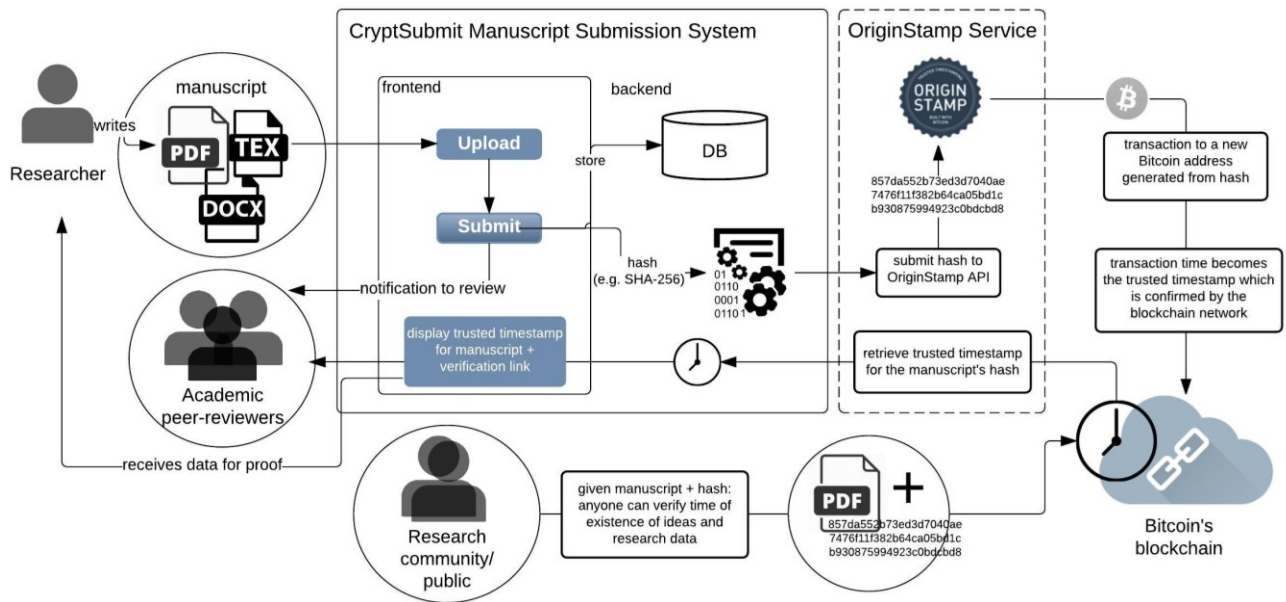 CryptSubmit Manuscript Submission System
OriginStamp Service
manuscript
frontend
backend
writes
PDF
TEX
DOCX
Researcher
Upload
store
DB
Submit
hash
(e.g. SHA-256)
01
0110
0001
0110 1
TRUSTED TIMESTAMPING
ORIGIN
STAMP
BUILT WITH
BITCOIN
857da552b73ed3d7040ae
7476f11f382b64ca05bd1c
b930875994923c0bdcbd8
submit hash to
OriginStamp API
transaction to a new
Bitcoin address
generated from hash
transaction time becomes
the trusted timestamp which
is confirmed by the
blockchain network
notification to review
display trusted timestamp
for manuscript +
verification link
retrieve trusted timestamp
for the manuscript's hash
Academic
peer-reviewers
receives data for proof
Research
community/
public
given manuscript + hash:
anyone can verify time of
existence of ideas and
research data
PDF
+
857da552b73ed3d7040ae
7476f11f382b64ca05bd1c
b930875994923c0bdcbd8
Bitcoin's
blockchain